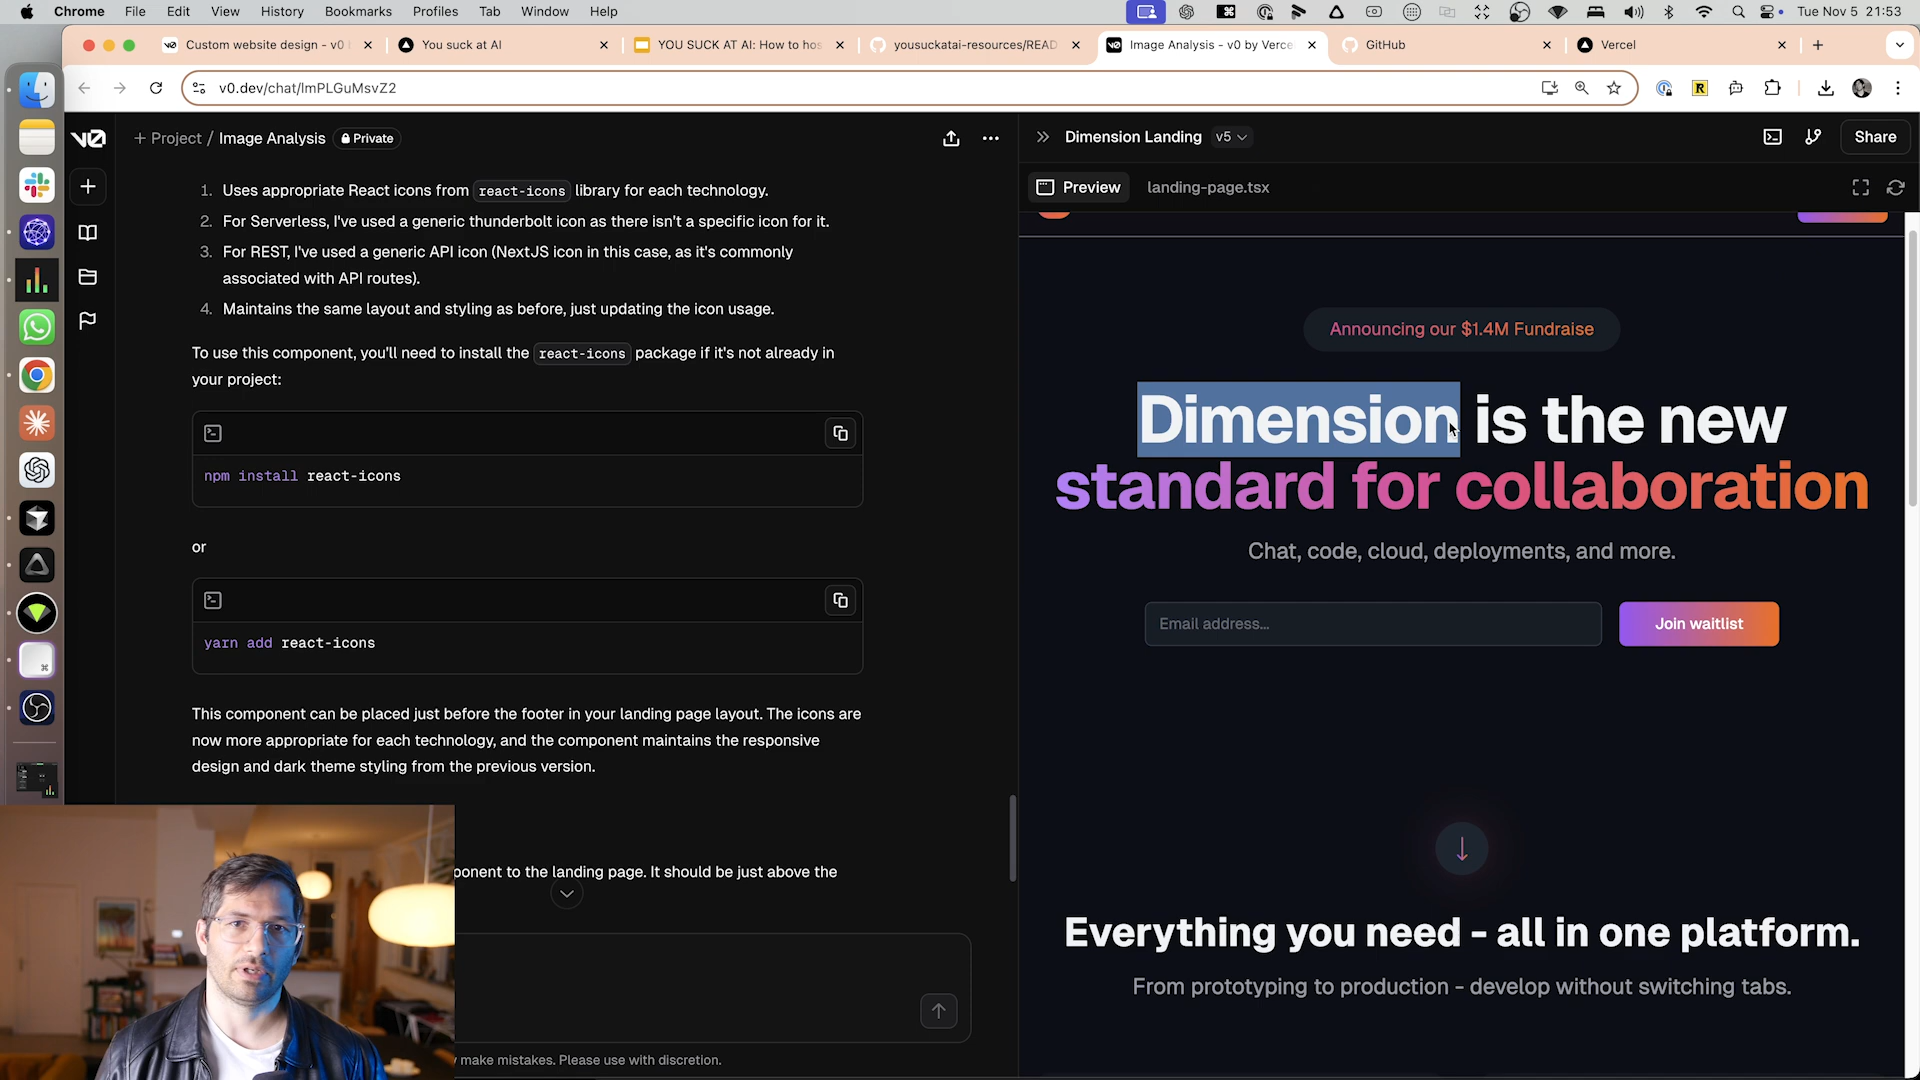 Chrome File Edit View History Bookmarks Profiles Tab Window Help
Tue Nov 5 21:53
Custom website design - v0
You suck at AI
YOU SUCK AT AI: How to hos
yousuckatai-resources/READ
Image Analysis - v0 by Verce
GitHub
Vercel
v0.dev/chat/lmPLGuMsvZ2
Project / Image Analysis Private
Dimension Landing v5
Share
Preview landing-page.tsx
1. Uses appropriate React icons from react-icons library for each technology.
2. For Serverless, I've used a generic thunderbolt icon as there isn't a specific icon for it.
3. For REST, I've used a generic API icon (NextJS icon in this case, as it's commonly
associated with API routes).
4. Maintains the same layout and styling as before, just updating the icon usage.
To use this component, you'll need to install the react-icons package if it's not already in
your project:
npm install react-icons
or
yarn add react-icons
This component can be placed just before the footer in your landing page layout. The icons are
now more appropriate for each technology, and the component maintains the responsive
design and dark theme styling from the previous version.
ponent to the landing page. It should be just above the
make mistakes. Please use with discretion.
Announcing our $1.4M Fundraise
Dimension is the new
standard for collaboration
Chat, code, cloud, deployments, and more.
Email address...
Join waitlist
Everything you need - all in one platform.
From prototyping to production - develop without switching tabs.